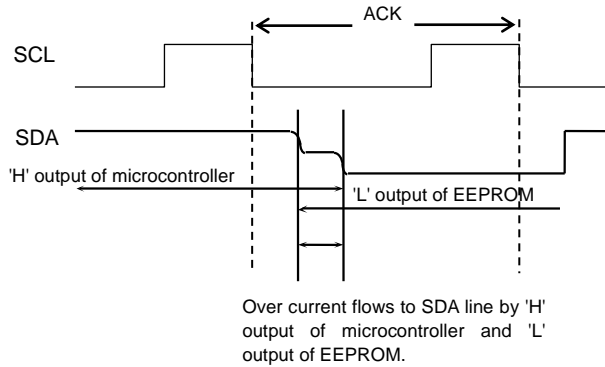 ACK
SCL
SDA
'H' output of microcontroller
'L' output of EEPROM
Over current flows to SDA line by 'H'
output of microcontroller and 'L'
output of EEPROM.